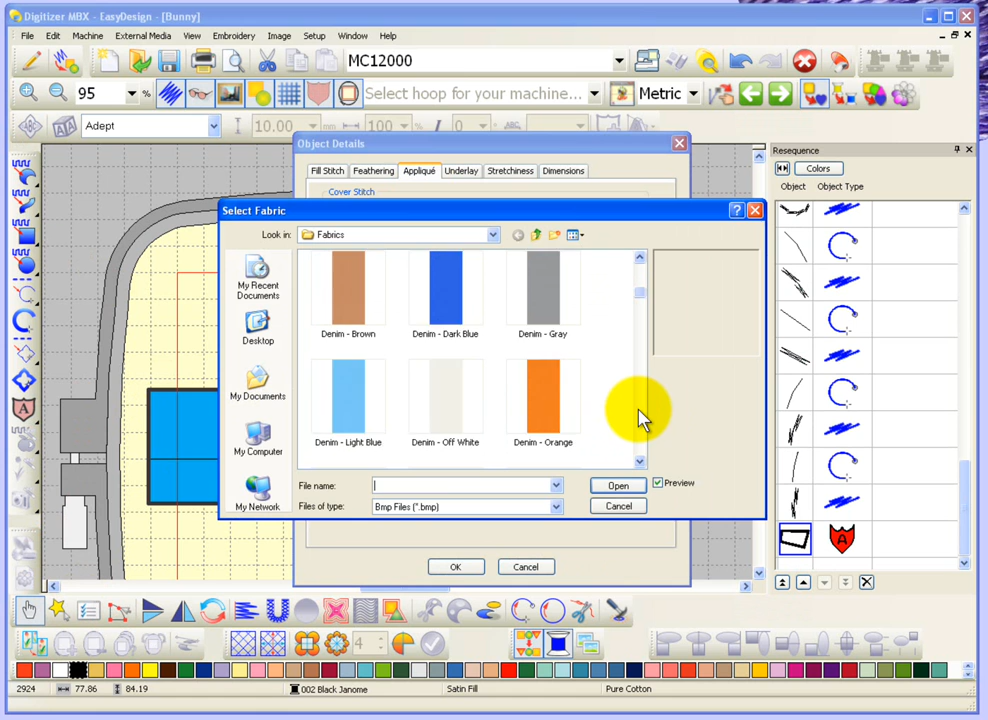 Digitizer MBX - EasyDesign - [Bunny]
File Edit Machine External Media View Embroidery Image Setup Window Help
MC12000
95 % Select hoop for your machine... Metric
Adept 10.00 100% 0
Object Details
Fill Stitch Feathering Appliqué Underlay Stretchiness Dimensions
Cover Stitch
Resequence
Colors
Object Object Type
Select Fabric
Look in: Fabrics
My Recent Documents
Desktop
My Documents
My Computer
My Network
Denim - Brown Denim - Dark Blue Denim - Gray
Denim - Light Blue Denim - Off White Denim - Orange
File name: Open Preview
Files of type: Bmp Files (*.bmp) Cancel
OK Cancel
A
4
2924 77.86 84.19 002 Black Janome Satin Fill Pure Cotton